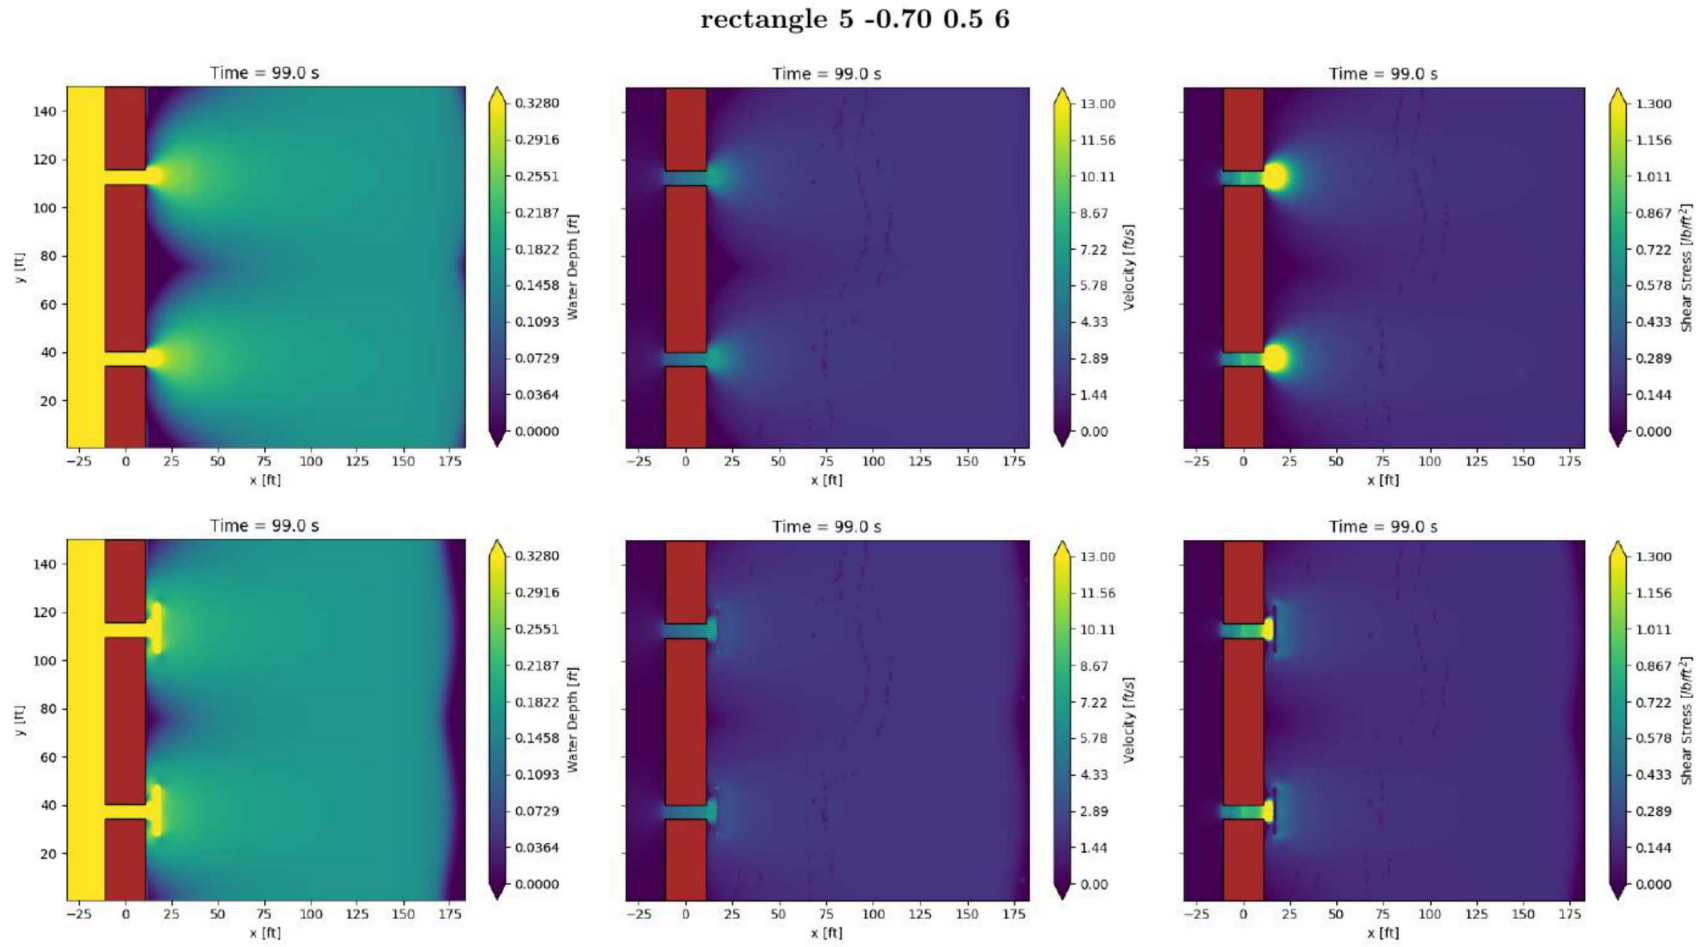 rectangle 5 -0.70 0.5 6
Time = 99.0 s
140
120
100
80
60
40
20
y [ft]
−25 0 25 50 75 100 125 150 175
x [ft]
0.3280
0.2916
0.2551
0.2187
0.1822
0.1458
0.1093
0.0729
0.0364
0.0000
Water Depth [ft]
Time = 99.0 s
−25 0 25 50 75 100 125 150 175
x [ft]
13.00
11.56
10.11
8.67
7.22
5.78
4.33
2.89
1.44
0.00
Velocity [ft/s]
Time = 99.0 s
−25 0 25 50 75 100 125 150 175
x [ft]
1.300
1.156
1.011
0.867
0.722
0.578
0.433
0.289
0.144
0.000
Shear Stress [lb/ft²]
Time = 99.0 s
140
120
100
80
60
40
20
y [ft]
−25 0 25 50 75 100 125 150 175
x [ft]
0.3280
0.2916
0.2551
0.2187
0.1822
0.1458
0.1093
0.0729
0.0364
0.0000
Water Depth [ft]
Time = 99.0 s
−25 0 25 50 75 100 125 150 175
x [ft]
13.00
11.56
10.11
8.67
7.22
5.78
4.33
2.89
1.44
0.00
Velocity [ft/s]
Time = 99.0 s
−25 0 25 50 75 100 125 150 175
x [ft]
1.300
1.156
1.011
0.867
0.722
0.578
0.433
0.289
0.144
0.000
Shear Stress [lb/ft²]